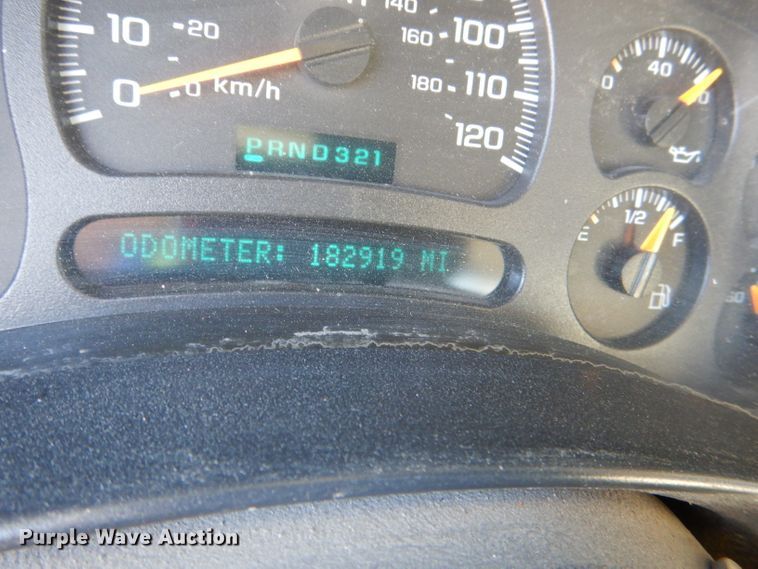 140
10 20 160 100
0 0 km/h 180 110
120
0 40
PRND321
ODOMETER: 182919 MI
1/2
E F
Purple Wave Auction